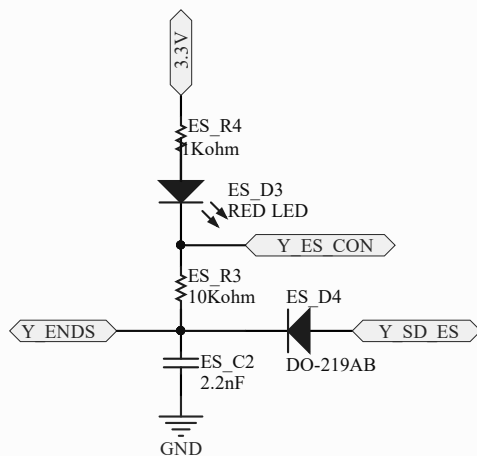 3.3V
ES_R4
1Kohm
ES_D3
RED LED
Y_ES_CON
ES_R3
10Kohm
ES_D4
Y_ENDS
Y_SD_ES
ES_C2
2.2nF
DO-219AB
GND